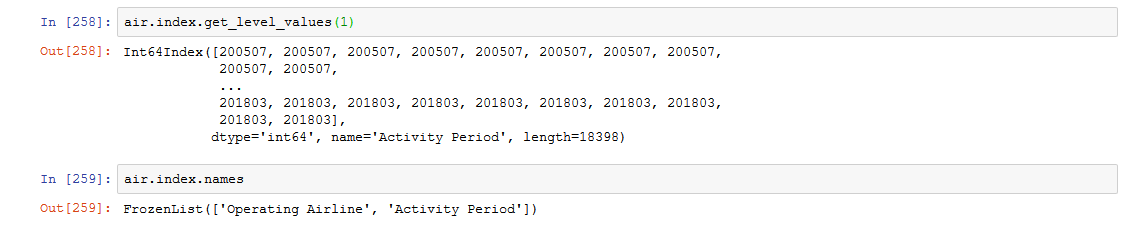 In [258]: air.index.get_level_values(1)
Out[258]: Int64Index([200507, 200507, 200507, 200507, 200507, 200507, 200507, 200507,
200507, 200507,
...
201803, 201803, 201803, 201803, 201803, 201803, 201803, 201803,
201803, 201803],
dtype='int64', name='Activity Period', length=18398)
In [259]: air.index.names
Out[259]: FrozenList(['Operating Airline', 'Activity Period'])